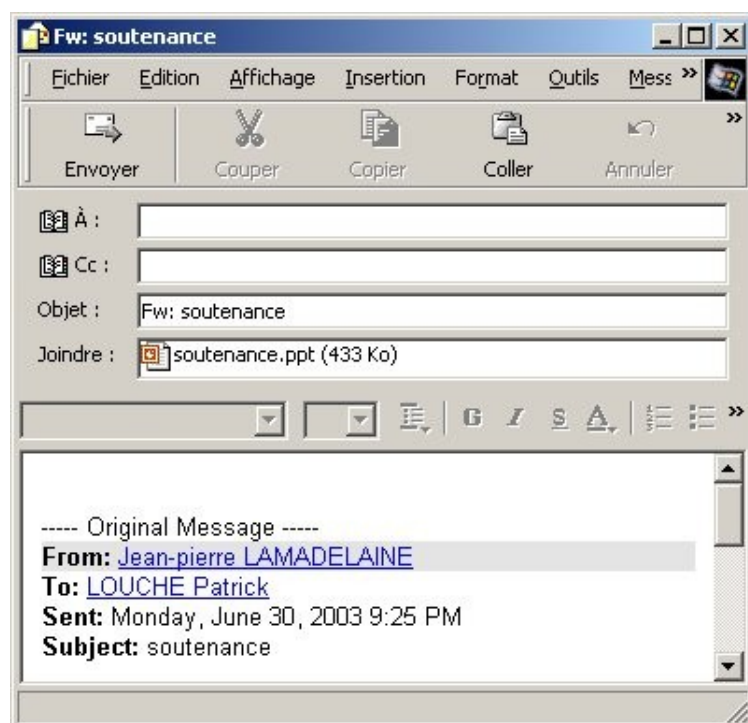 Fw: soutenance
Fichier Edition Affichage Insertion Format Outils Mess »
Envoyer Couper Copier Coller Annuler »
À :
Cc :
Objet : Fw: soutenance
Joindre : soutenance.ppt (433 Ko)
G I S A »
----- Original Message -----
From: Jean-pierre LAMADELAINE
To: LOUCHE Patrick
Sent: Monday, June 30, 2003 9:25 PM
Subject: soutenance